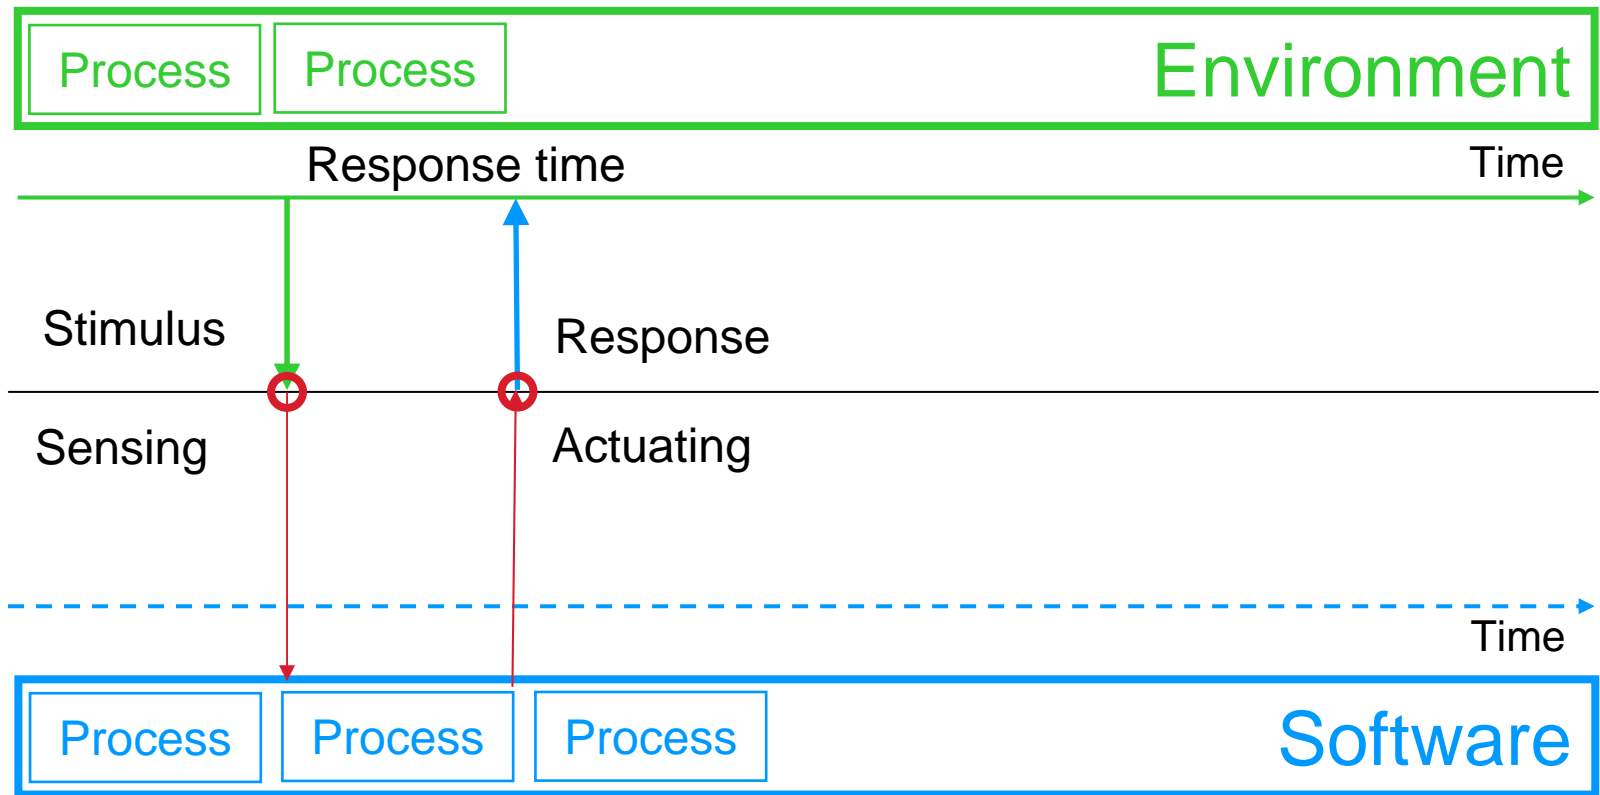 Process Process Environment
Response time Time
Stimulus Response
Sensing Actuating
Time
Process Process Process Software